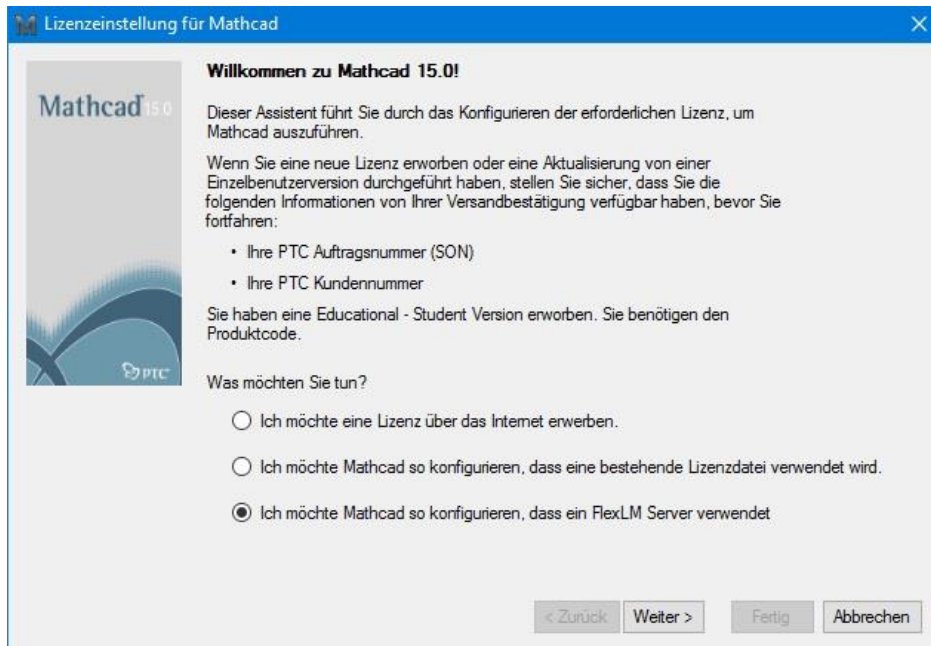 Lizenzeinstellung für Mathcad
Mathcad 15.0
Willkommen zu Mathcad 15.0!
Dieser Assistent führt Sie durch das Konfigurieren der erforderlichen Lizenz, um
Mathcad auszuführen.
Wenn Sie eine neue Lizenz erworben oder eine Aktualisierung von einer
Einzelbenutzerversion durchgeführt haben, stellen Sie sicher, dass Sie die
folgenden Informationen von Ihrer Versandbestätigung verfügbar haben, bevor Sie
fortfahren:
• Ihre PTC Auftragsnummer (SON)
• Ihre PTC Kundennummer
Sie haben eine Educational - Student Version erworben. Sie benötigen den
Produktcode.
PTC
Was möchten Sie tun?
Ich möchte eine Lizenz über das Internet erwerben.
Ich möchte Mathcad so konfigurieren, dass eine bestehende Lizenzdatei verwendet wird.
Ich möchte Mathcad so konfigurieren, dass ein FlexLM Server verwendet
< Zurück Weiter > Fertig Abbrechen